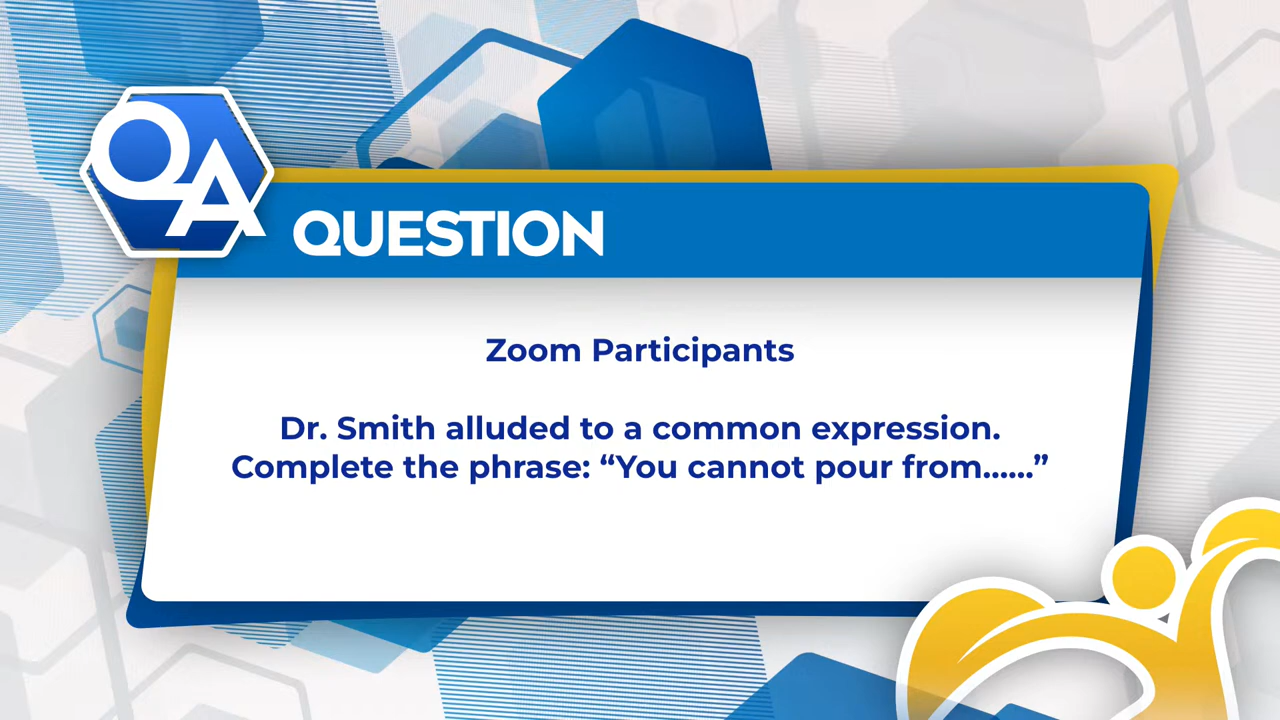 QA
QUESTION
Zoom Participants
Dr. Smith alluded to a common expression.
Complete the phrase: “You cannot pour from......”